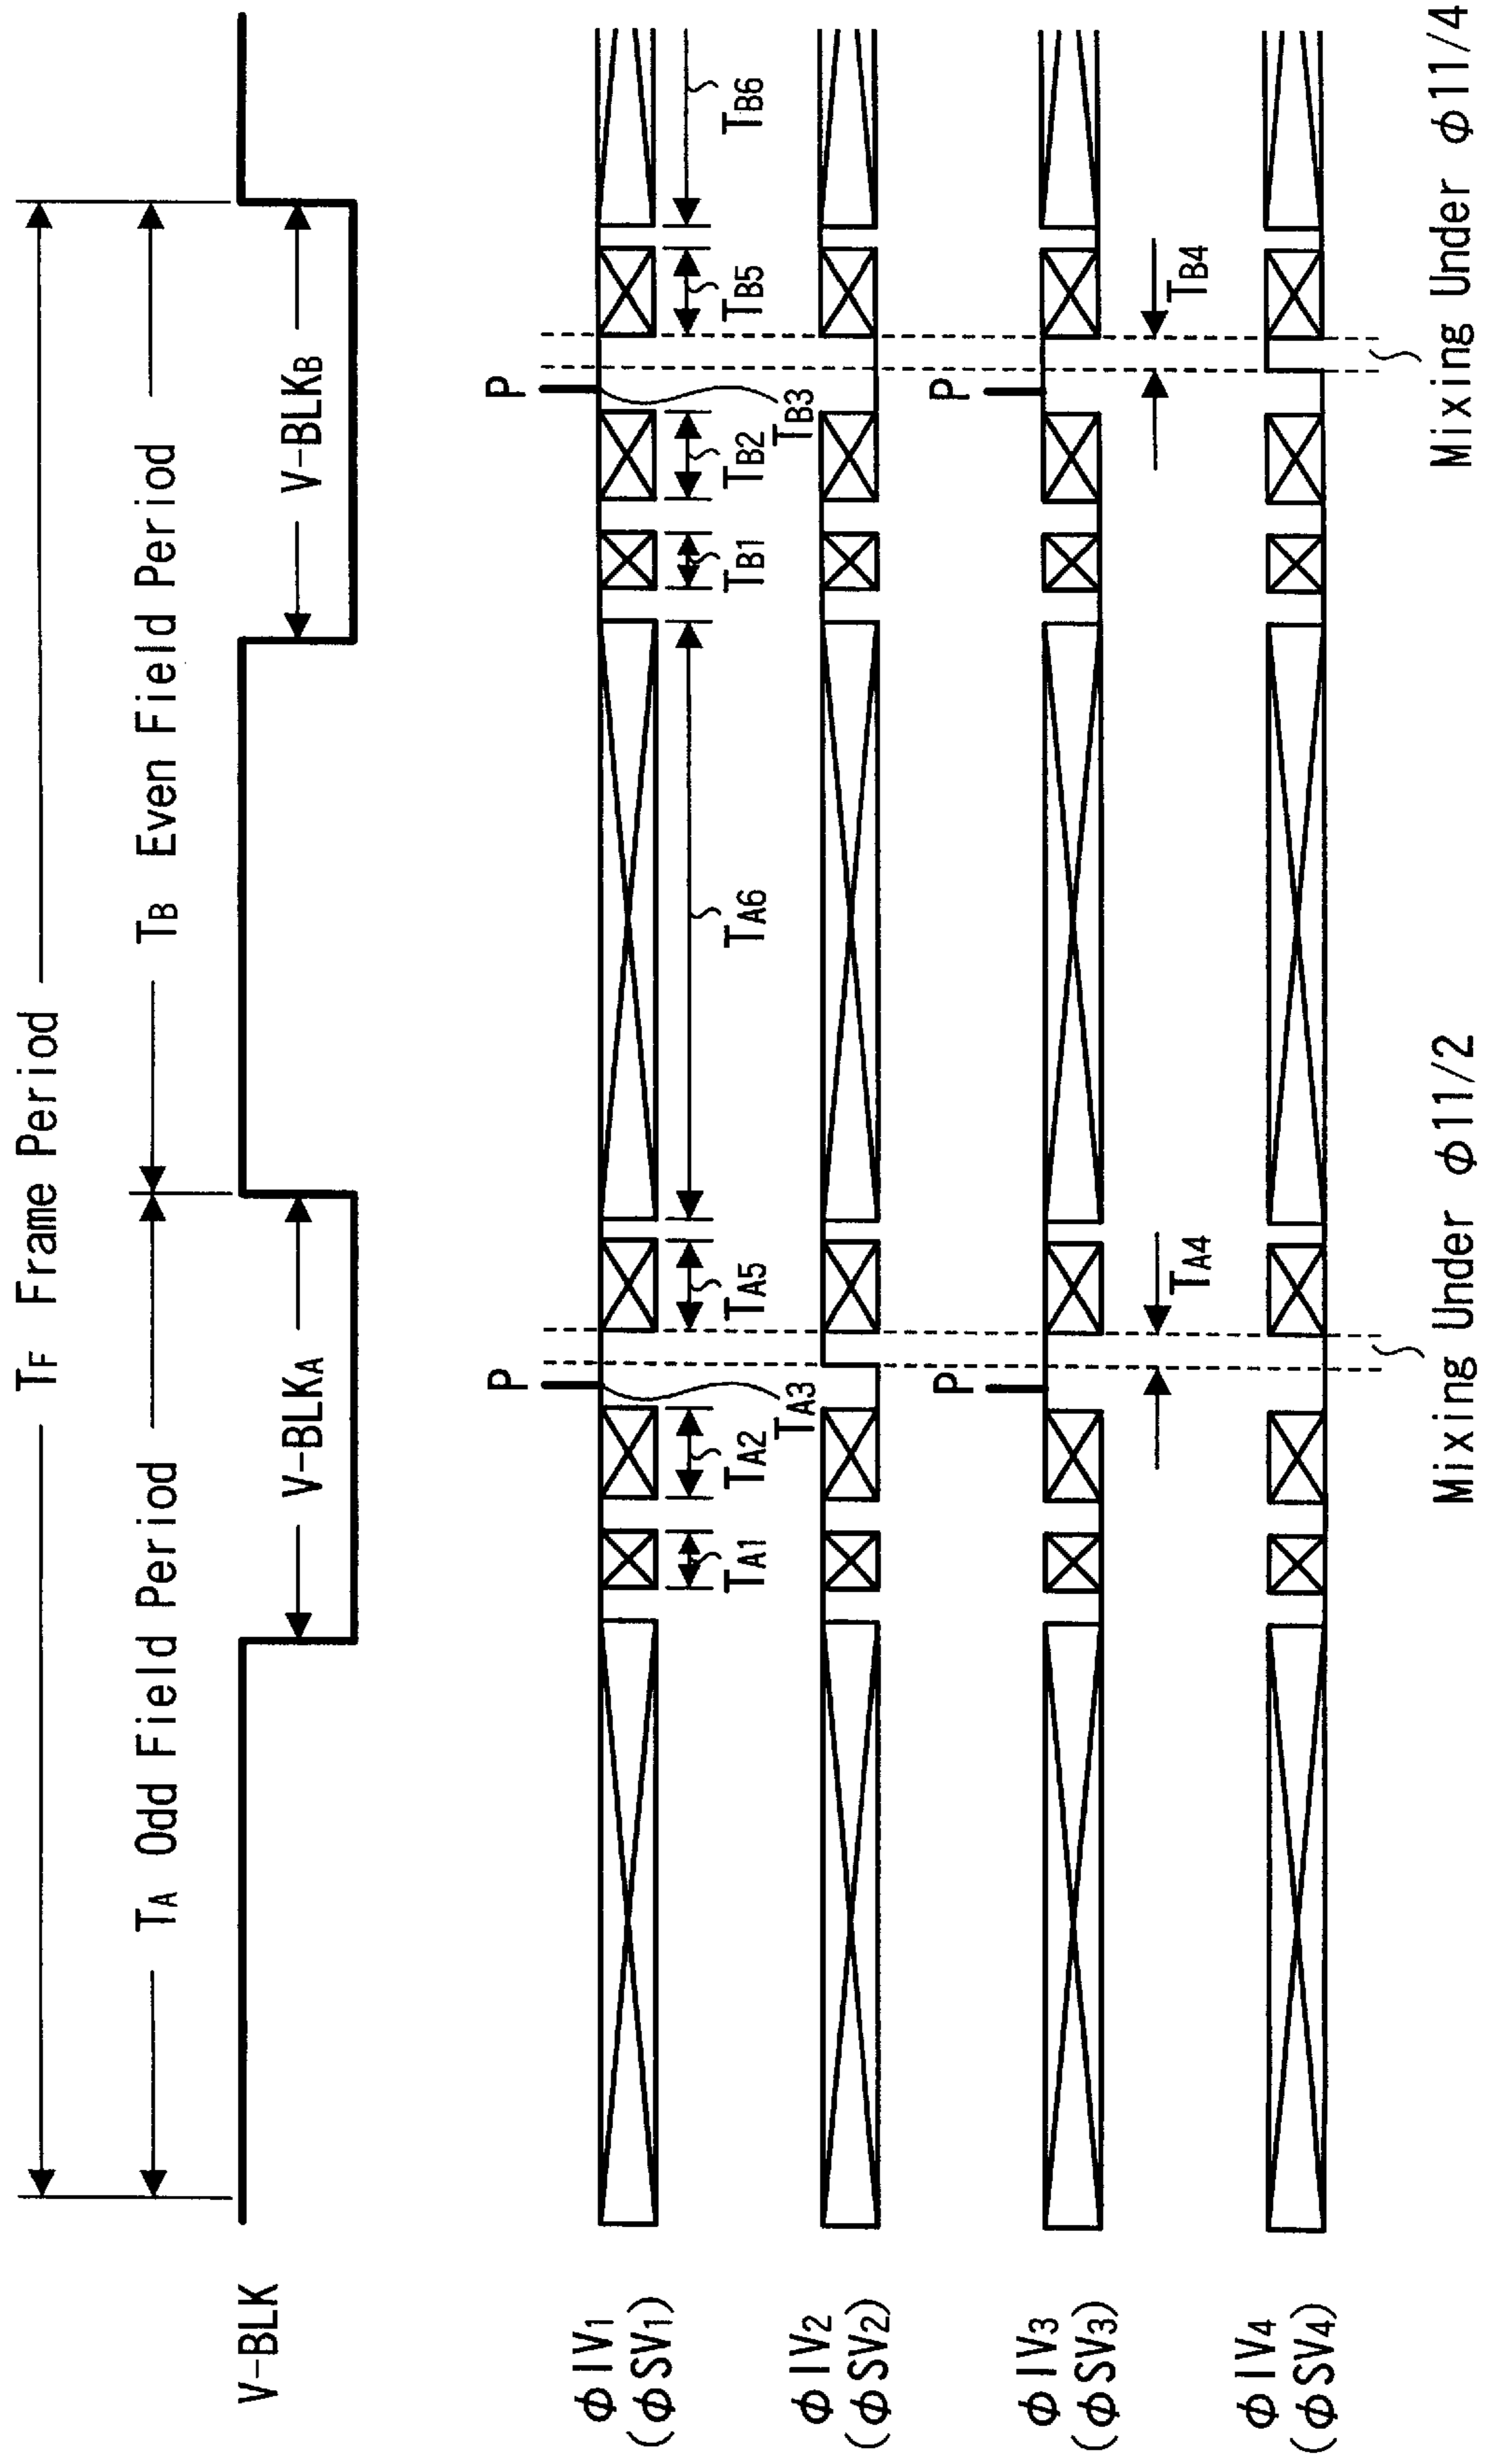 TF Frame Period
TA Odd Field Period
TB Even Field Period
V-BLK
V-BLKA
V-BLKB
P
P
φIV1
(φSV1)
TA1
TA2
TA3
TA5
TA6
TB1
TB2
TB3
TB5
TB6
φIV2
(φSV2)
P
P
φIV3
(φSV3)
TA4
TB4
φIV4
(φSV4)
Mixing Under φ11/2
Mixing Under φ11/4